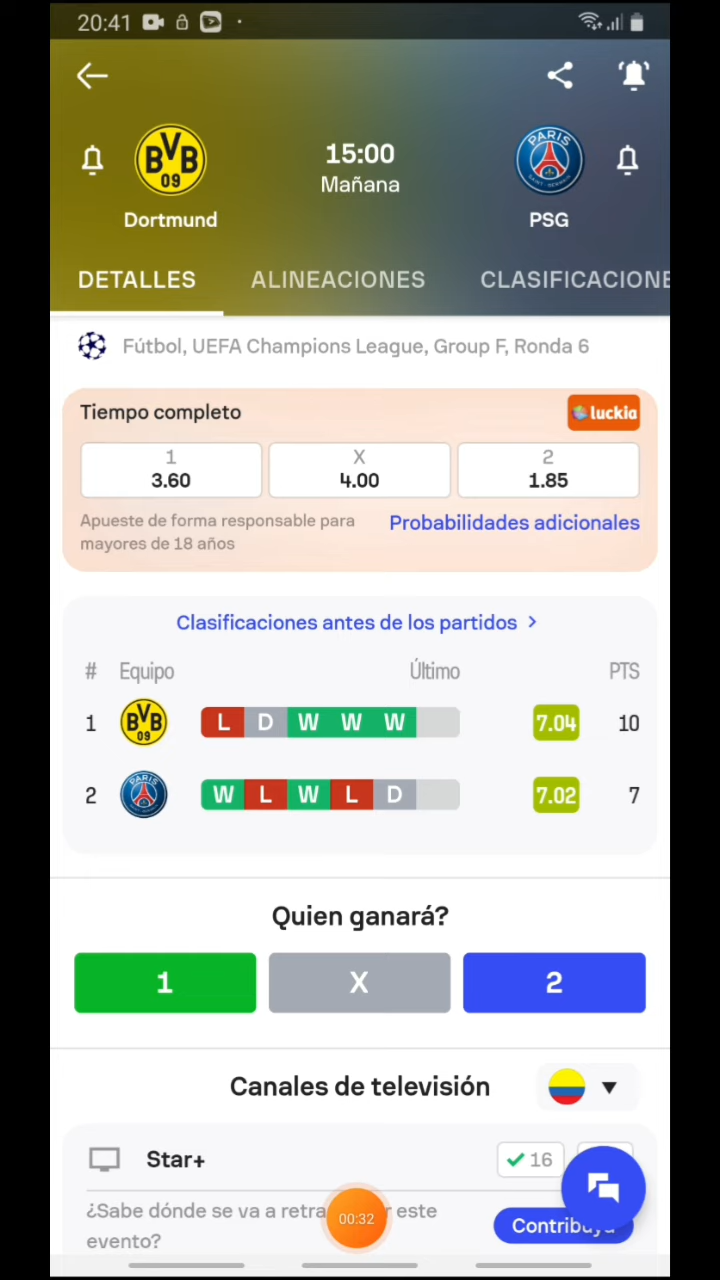 20:41
15:00
Mañana
Dortmund
PSG
DETALLES ALINEACIONES CLASIFICACIONE
Fútbol, UEFA Champions League, Group F, Ronda 6
Tiempo completo luckia
1 X 2
3.60 4.00 1.85
Apueste de forma responsable para
mayores de 18 años
Probabilidades adicionales
Clasificaciones antes de los partidos >
# Equipo Último PTS
1 BVB 09 L D W W W 7.04 10
2 PARIS W L W L D 7.02 7
Quien ganará?
1 X 2
Canales de televisión
Star+ 16
¿Sabe dónde se va a este
evento?
00:32